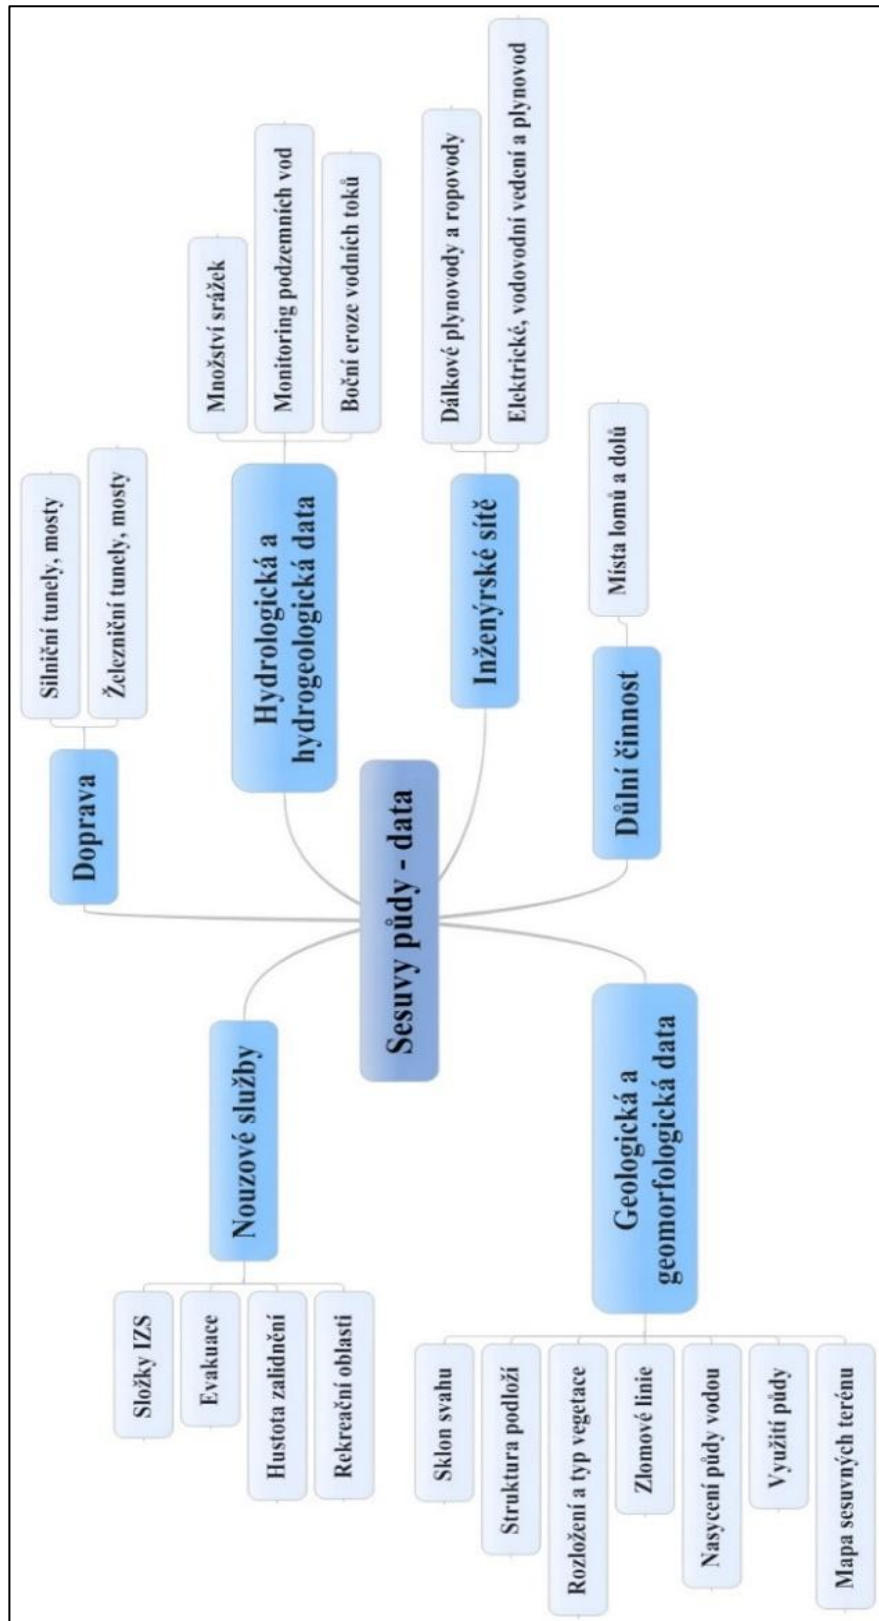 Sesuvy půdy - data
Doprava
Silniční tunely, mosty
Železniční tunely, mosty
Hydrologická a
hydrogeologická data
Množství srážek
Monitoring podzemních vod
Boční eroze vodních toků
Inženýrské sítě
Dálkové plynovody a ropovody
Elektrické, vodovodní vedení a plynovod
Důlní činnost
Místa lomů a dolů
Nouzové služby
Složky IZS
Evakuace
Hustota zalidnění
Rekreační oblasti
Geologická a
geomorfologická data
Sklon svahu
Struktura podloží
Rozložení a typ vegetace
Zlomové linie
Nasycení půdy vodou
Využití půdy
Mapa sesuvných terénu